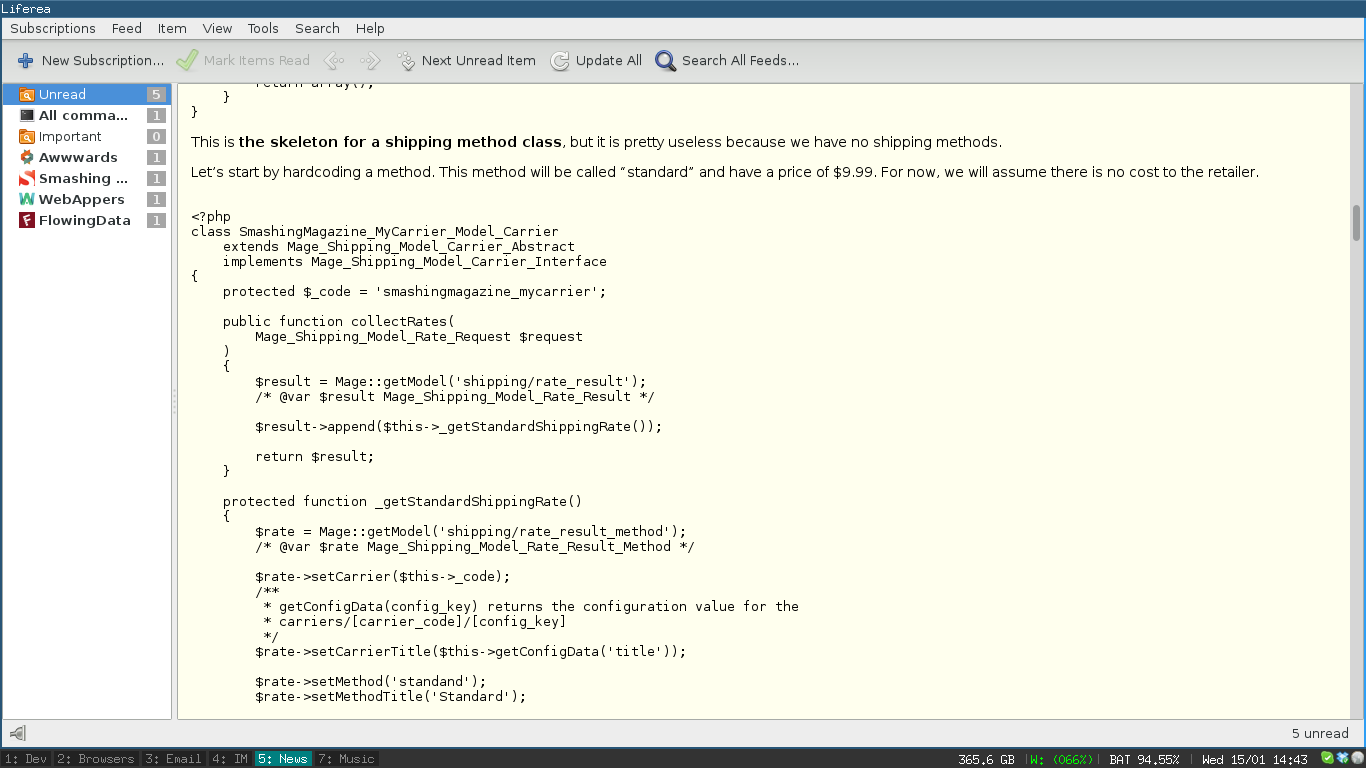 Liferea
Subscriptions Feed Item View Tools Search Help
New Subscription... Mark Items Read Next Unread Item Update All Search All Feeds...
Unread 5
All comma... 1
Important 0
Awwwards 1
Smashing ... 1
WebAppers 1
FlowingData 1
return array();
    }
}
This is the skeleton for a shipping method class, but it is pretty useless because we have no shipping methods.
Let’s start by hardcoding a method. This method will be called “standard” and have a price of $9.99. For now, we will assume there is no cost to the retailer.
<?php
class SmashingMagazine_MyCarrier_Model_Carrier
    extends Mage_Shipping_Model_Carrier_Abstract
    implements Mage_Shipping_Model_Carrier_Interface
{
    protected $_code = 'smashingmagazine_mycarrier';
    public function collectRates(
        Mage_Shipping_Model_Rate_Request $request
    )
    {
        $result = Mage::getModel('shipping/rate_result');
        /* @var $result Mage_Shipping_Model_Rate_Result */
        $result->append($this->_getStandardShippingRate());
        return $result;
    }
    protected function _getStandardShippingRate()
    {
        $rate = Mage::getModel('shipping/rate_result_method');
        /* @var $rate Mage_Shipping_Model_Rate_Result_Method */
        $rate->setCarrier($this->_code);
        /**
         * getConfigData(config_key) returns the configuration value for the
         * carriers/[carrier_code]/[config_key]
         */
        $rate->setCarrierTitle($this->getConfigData('title'));
        $rate->setMethod('standand');
        $rate->setMethodTitle('Standard');
5 unread
1: Dev 2: Browsers 3: Email 4: IM 5: News 7: Music 365.6 GB |W: (066%)| BAT 94.55% | Wed 15/01 14:43